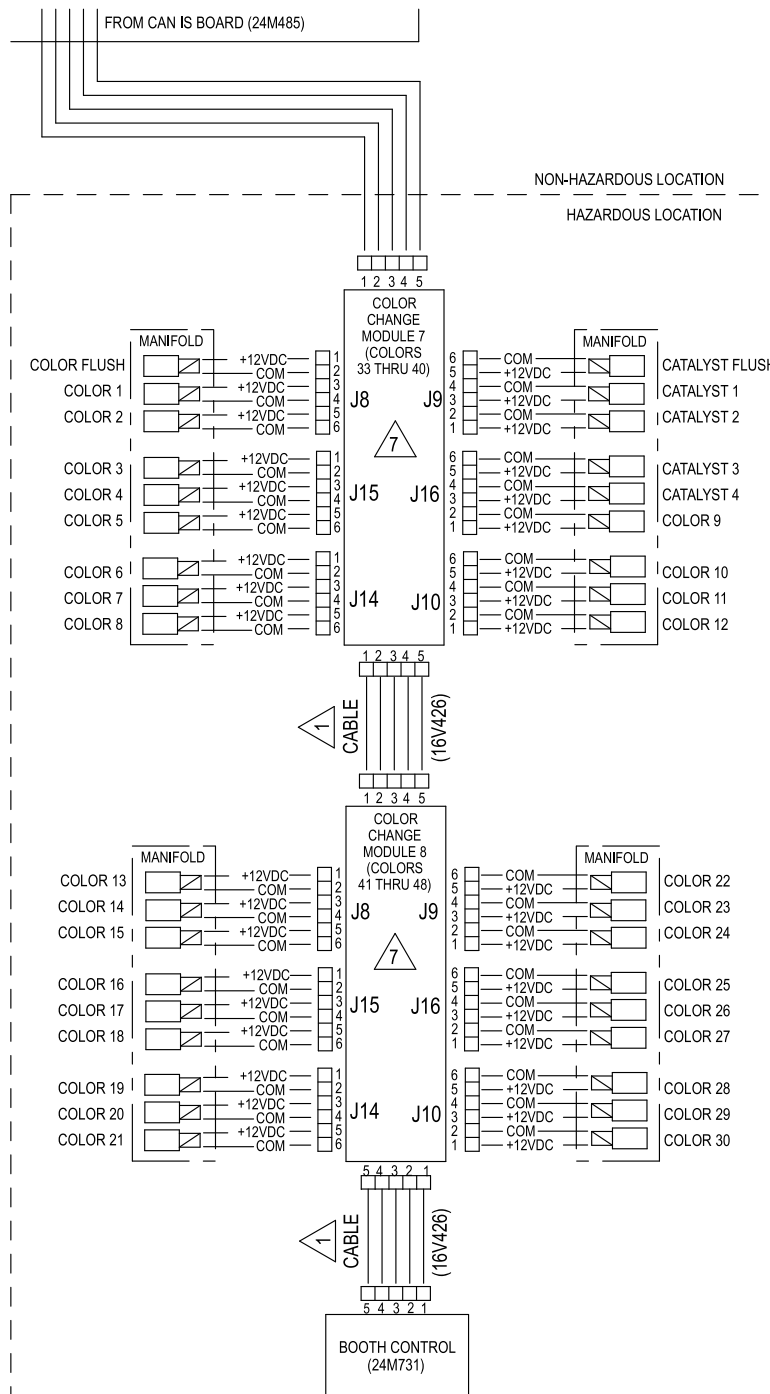 FROM CAN IS BOARD (24M485)
NON-HAZARDOUS LOCATION
HAZARDOUS LOCATION
1 2 3 4 5
COLOR
CHANGE
MODULE 7
(COLORS
33 THRU 40)
MANIFOLD
MANIFOLD
COLOR FLUSH +12VDC 1 6 COM CATALYST FLUSH
COM 2 5 +12VDC
COLOR 1 +12VDC 3 J8 J9 4 COM CATALYST 1
COM 4 3 +12VDC
COLOR 2 +12VDC 5 2 COM CATALYST 2
COM 6 1 +12VDC
7
COLOR 3 +12VDC 1 6 COM CATALYST 3
COM 2 5 +12VDC
COLOR 4 +12VDC 3 J15 J16 4 COM CATALYST 4
COM 4 3 +12VDC
COLOR 5 +12VDC 5 2 COM COLOR 9
COM 6 1 +12VDC
COLOR 6 +12VDC 1 6 COM COLOR 10
COM 2 5 +12VDC
COLOR 7 +12VDC 3 J14 J10 4 COM COLOR 11
COM 4 3 +12VDC
COLOR 8 +12VDC 5 2 COM COLOR 12
COM 6 1 +12VDC
1 2 3 4 5
1 CABLE (16V426)
1 2 3 4 5
COLOR
CHANGE
MODULE 8
(COLORS
41 THRU 48)
MANIFOLD
MANIFOLD
COLOR 13 +12VDC 1 6 COM COLOR 22
COM 2 5 +12VDC
COLOR 14 +12VDC 3 J8 J9 4 COM COLOR 23
COM 4 3 +12VDC
COLOR 15 +12VDC 5 2 COM COLOR 24
COM 6 1 +12VDC
7
COLOR 16 +12VDC 1 6 COM COLOR 25
COM 2 5 +12VDC
COLOR 17 +12VDC 3 J15 J16 4 COM COLOR 26
COM 4 3 +12VDC
COLOR 18 +12VDC 5 2 COM COLOR 27
COM 6 1 +12VDC
COLOR 19 +12VDC 1 6 COM COLOR 28
COM 2 5 +12VDC
COLOR 20 +12VDC 3 J14 J10 4 COM COLOR 29
COM 4 3 +12VDC
COLOR 21 +12VDC 5 2 COM COLOR 30
COM 6 1 +12VDC
5 4 3 2 1
1 CABLE (16V426)
5 4 3 2 1
BOOTH CONTROL
(24M731)